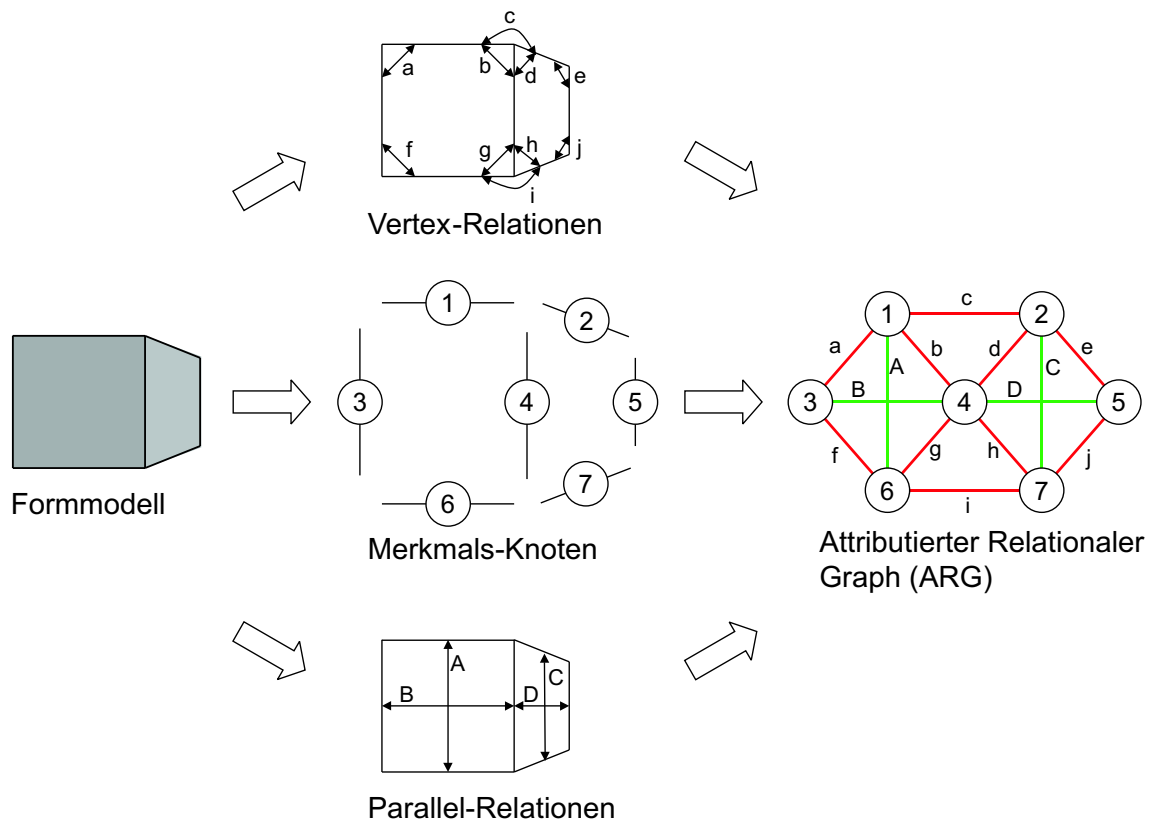 c
a
b
d
e
f
g
h
j
i
Vertex-Relationen
Formmodell
1
2
3
4
5
6
7
Merkmals-Knoten
c
1
2
a
b
d
e
A
C
B
D
3
4
5
f
g
h
j
6
7
i
Attributierter Relationaler
Graph (ARG)
A
C
B
D
Parallel-Relationen